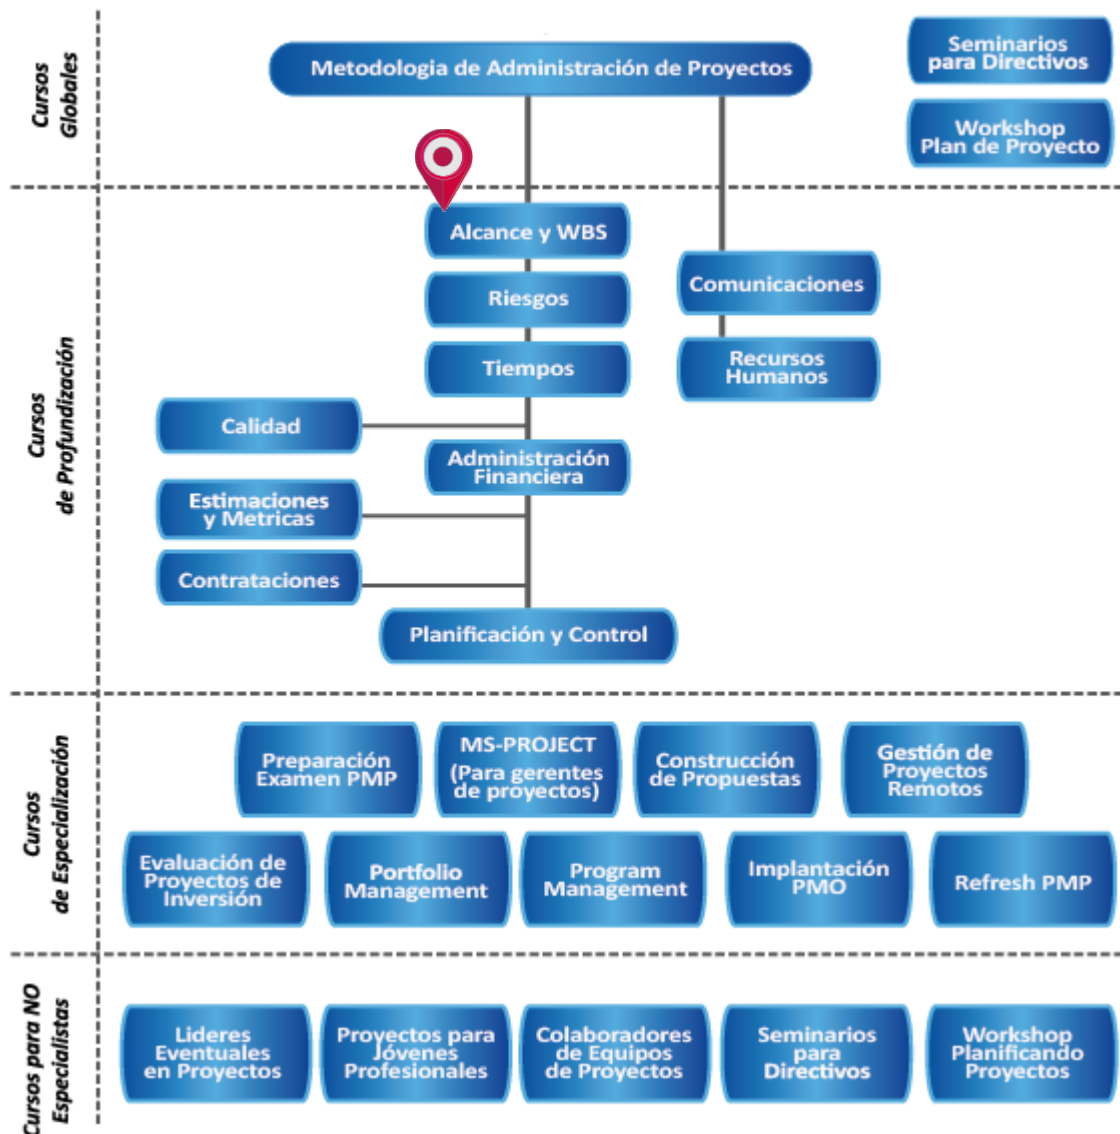 Cursos
Globales
Metodologia de Administración de Proyectos
Seminarios
para Directivos
Workshop
Plan de Proyecto
Cursos
de Profundización
Alcance y WBS
Riesgos
Tiempos
Comunicaciones
Recursos
Humanos
Calidad
Administración
Financiera
Estimaciones
y Metricas
Contrataciones
Planificación y Control
Cursos
de Especialización
Preparación
Examen PMP
MS-PROJECT
(Para gerentes
de proyectos)
Construcción
de Propuestas
Gestión de
Proyectos
Remotos
Evaluación de
Proyectos de
Inversión
Portfolio
Management
Program
Management
Implantación
PMO
Refresh PMP
Cursos para NO
Especialistas
Lideres
Eventuales
en Proyectos
Proyectos para
Jóvenes
Profesionales
Colaboradores
de Equipos
de Proyectos
Seminarios
para
Directivos
Workshop
Planificando
Proyectos